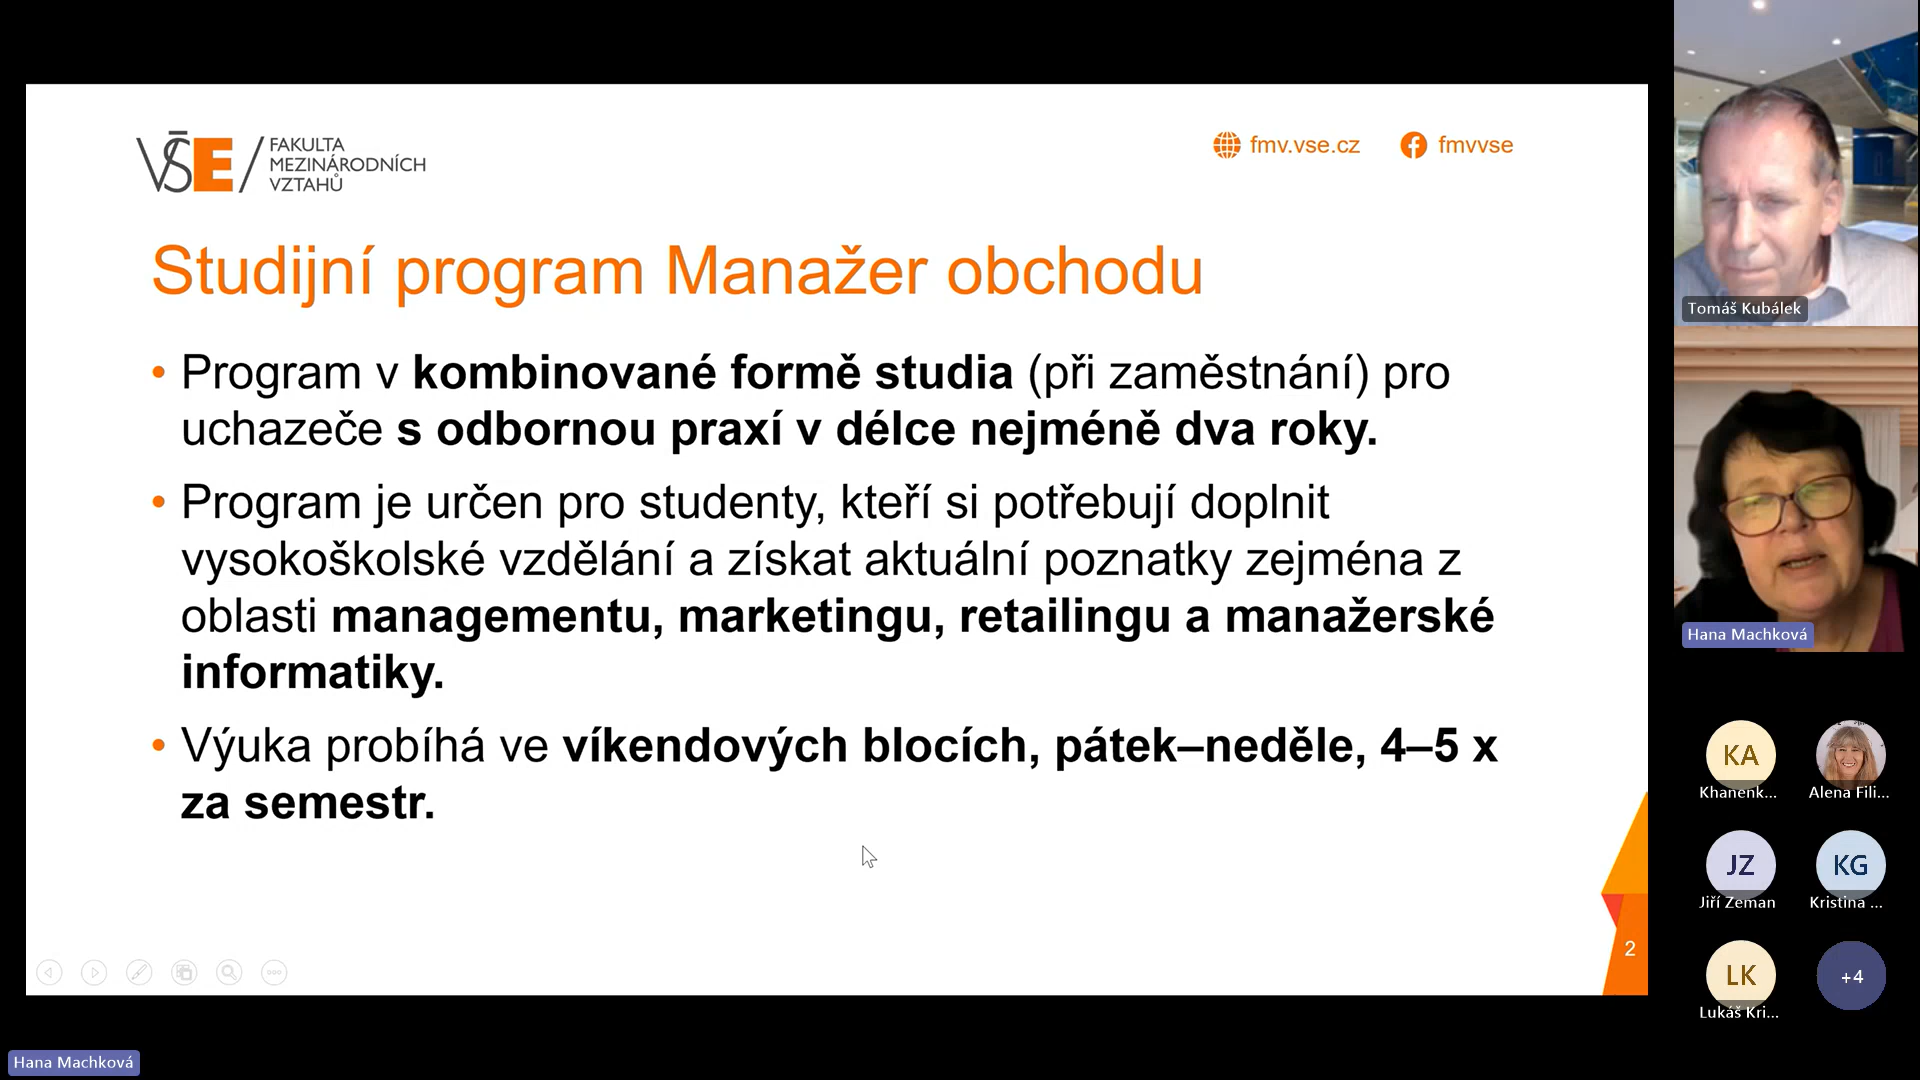 VŠE / FAKULTA
MEZINÁRODNÍCH
VZTAHŮ
fmv.vse.cz
fmvvse
Studijní program Manažer obchodu
• Program v kombinované formě studia (při zaměstnání) pro
uchazeče s odbornou praxí v délce nejméně dva roky.
• Program je určen pro studenty, kteří si potřebují doplnit
vysokoškolské vzdělání a získat aktuální poznatky zejména z
oblasti managementu, marketingu, retailingu a manažerské
informatiky.
• Výuka probíhá ve víkendových blocích, pátek–neděle, 4–5 x
za semestr.
2
Tomáš Kubálek
Hana Machková
KA
Khanenk...
Alena Fili...
JZ
Jiří Zeman
KG
Kristina ...
LK
Lukáš Kri...
+4
Hana Machková